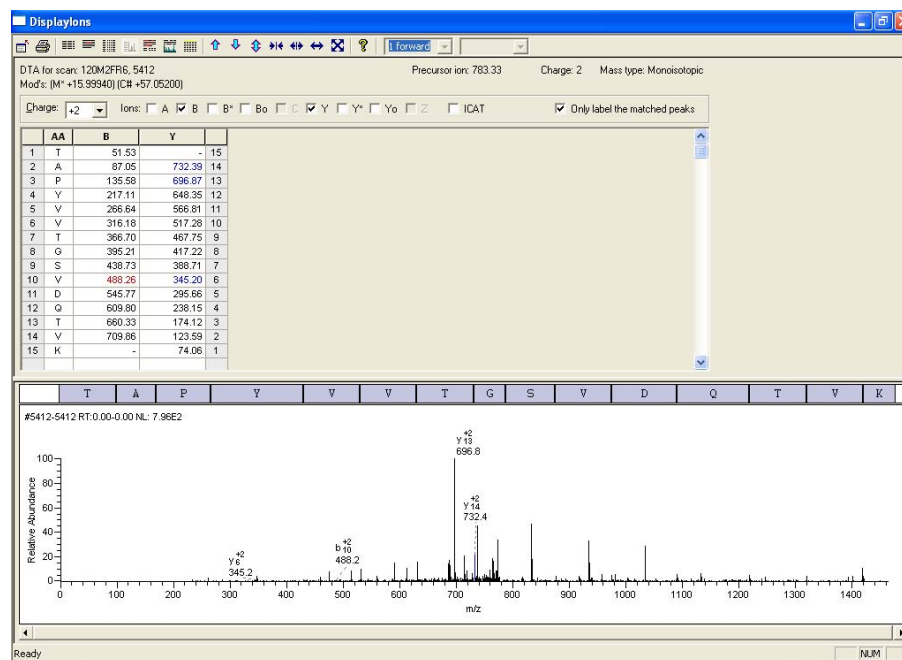 DisplayIons
1 forward
DTA for scan: 120M2FR6, 5412 Precursor ion: 783.33 Charge: 2 Mass type: Monoisotopic
Mod's: (M* +15.99940) (C# +57.05200)
Charge: +2 Ions: A B B* Bo C Y Y* Yo Z ICAT Only label the matched peaks
AA B Y
1 T 51.53 - 15
2 A 87.05 732.39 14
3 P 135.58 696.87 13
4 Y 217.11 648.35 12
5 V 266.64 566.81 11
6 V 316.18 517.28 10
7 T 366.70 467.75 9
8 G 395.21 417.22 8
9 S 438.73 388.71 7
10 V 488.26 345.20 6
11 D 545.77 295.66 5
12 Q 609.80 238.15 4
13 T 660.33 174.12 3
14 V 709.86 123.59 2
15 K - 74.06 1
T A P Y V V T G S V D Q T V K
#5412-5412 RT:0.00-0.00 NL: 7.96E2
Y 13 +2
696.8
Y 14 +2
732.4
b 10 +2
488.2
Y 6 +2
345.2
Relative Abundance
100
80
60
40
20
0
0 100 200 300 400 500 600 700 800 900 1000 1100 1200 1300 1400
m/z
Ready NUM